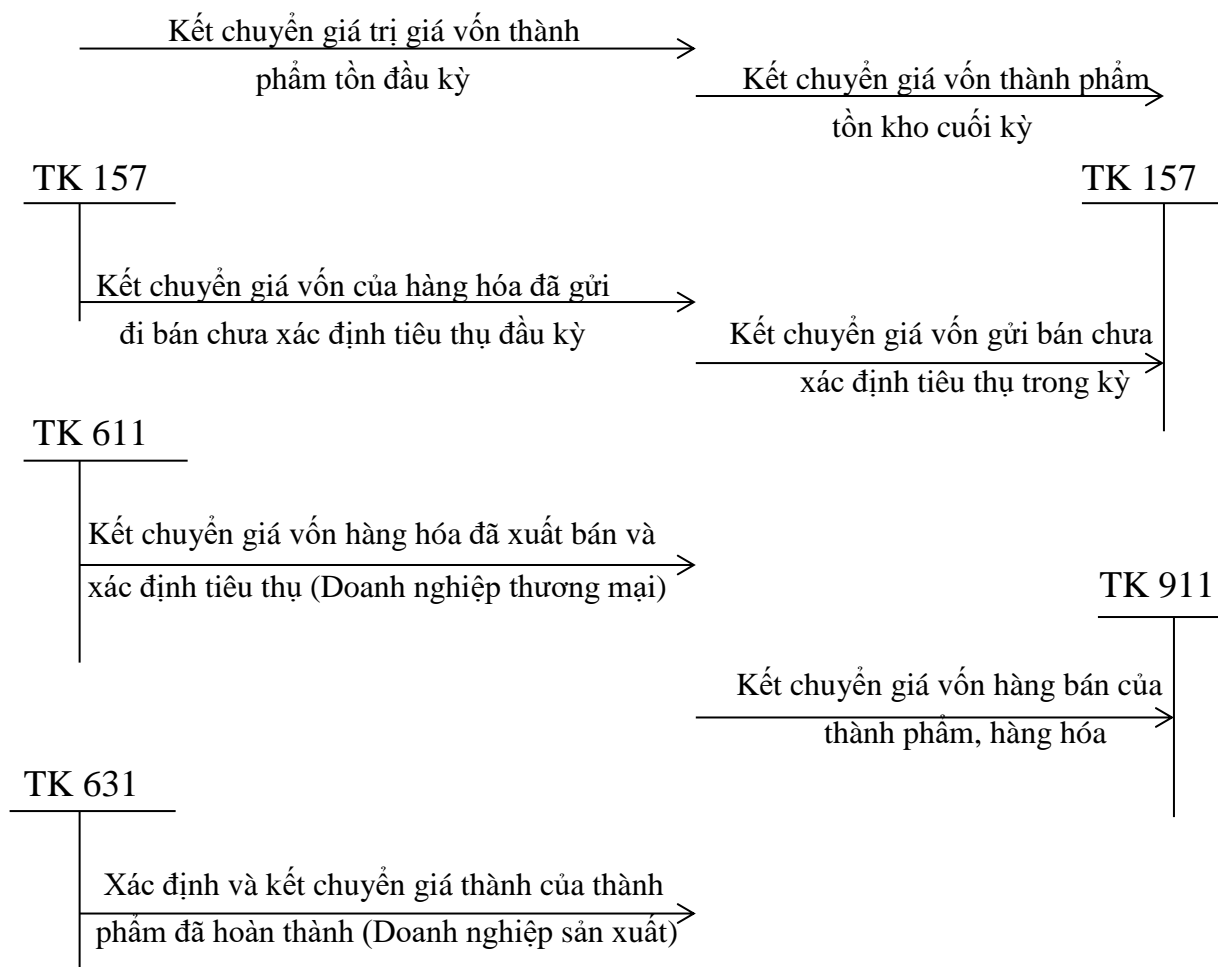 Kết chuyển giá trị giá vốn thành
phẩm tồn đầu kỳ
Kết chuyển giá vốn thành phẩm
tồn kho cuối kỳ
TK 157
TK 157
Kết chuyển giá vốn của hàng hóa đã gửi
đi bán chưa xác định tiêu thụ đầu kỳ
Kết chuyển giá vốn gửi bán chưa
xác định tiêu thụ trong kỳ
TK 611
Kết chuyển giá vốn hàng hóa đã xuất bán và
xác định tiêu thụ (Doanh nghiệp thương mại)
TK 911
Kết chuyển giá vốn hàng bán của
thành phẩm, hàng hóa
TK 631
Xác định và kết chuyển giá thành của thành
phẩm đã hoàn thành (Doanh nghiệp sản xuất)